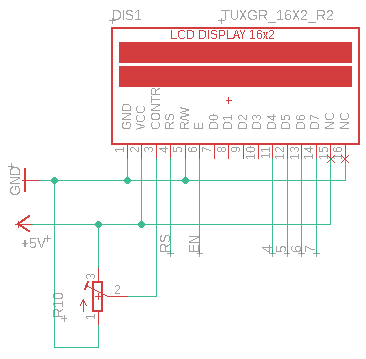 DIS1
TUXGR_16X2_R2
LCD DISPLAY 16x2
GND
VCC
CONTR
RS
R/W
E
D0
D1
D2
D3
D4
D5
D6
D7
NC
NC
1
2
3
4
5
6
7
8
9
10
11
12
13
14
15
16
GND
+5V
RS
EN
4
5
6
7
R10
3
2
1